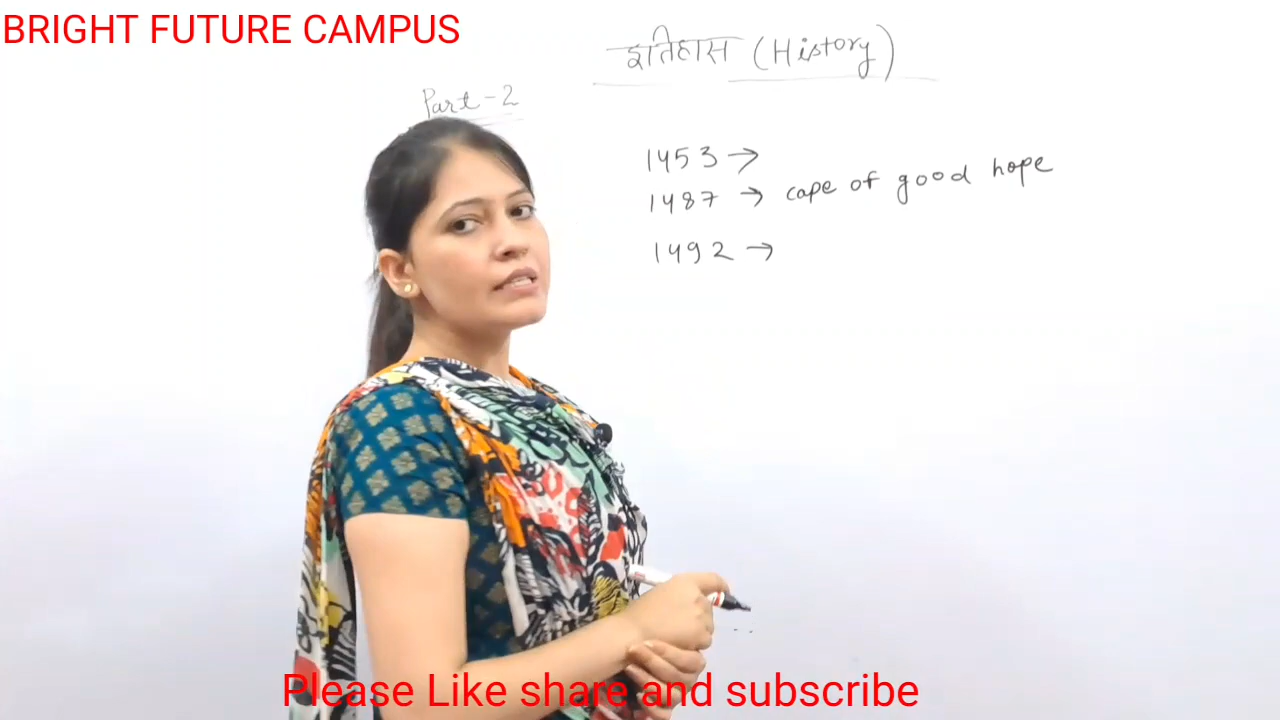 BRIGHT FUTURE CAMPUS
इतिहास (History)
Part-2
1453 →
1487 → cape of good hope
1492 →
Please Like share and subscribe